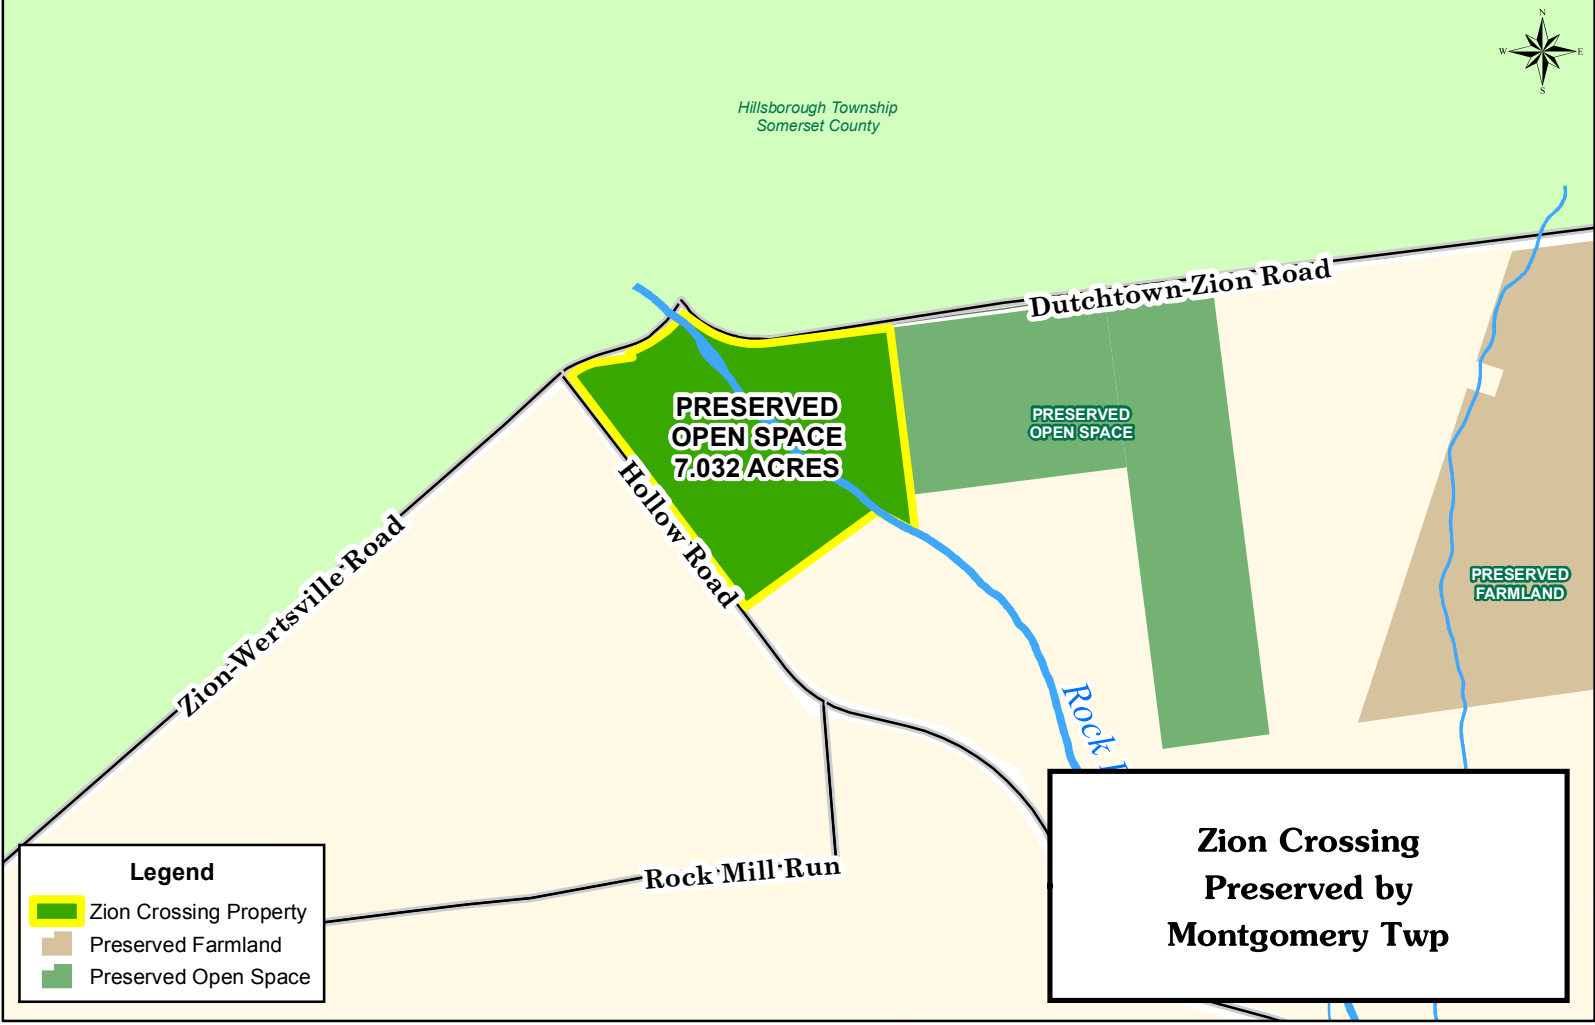 N
W E
S
Hillsborough Township
Somerset County
Dutchtown-Zion Road
PRESERVED
OPEN SPACE
7.032 ACRES
PRESERVED
OPEN SPACE
Hollow Road
Zion-Wertsville Road
PRESERVED
FARMLAND
Rock
Rock Mill Run
Zion Crossing
Preserved by
Montgomery Twp
Legend
Zion Crossing Property
Preserved Farmland
Preserved Open Space